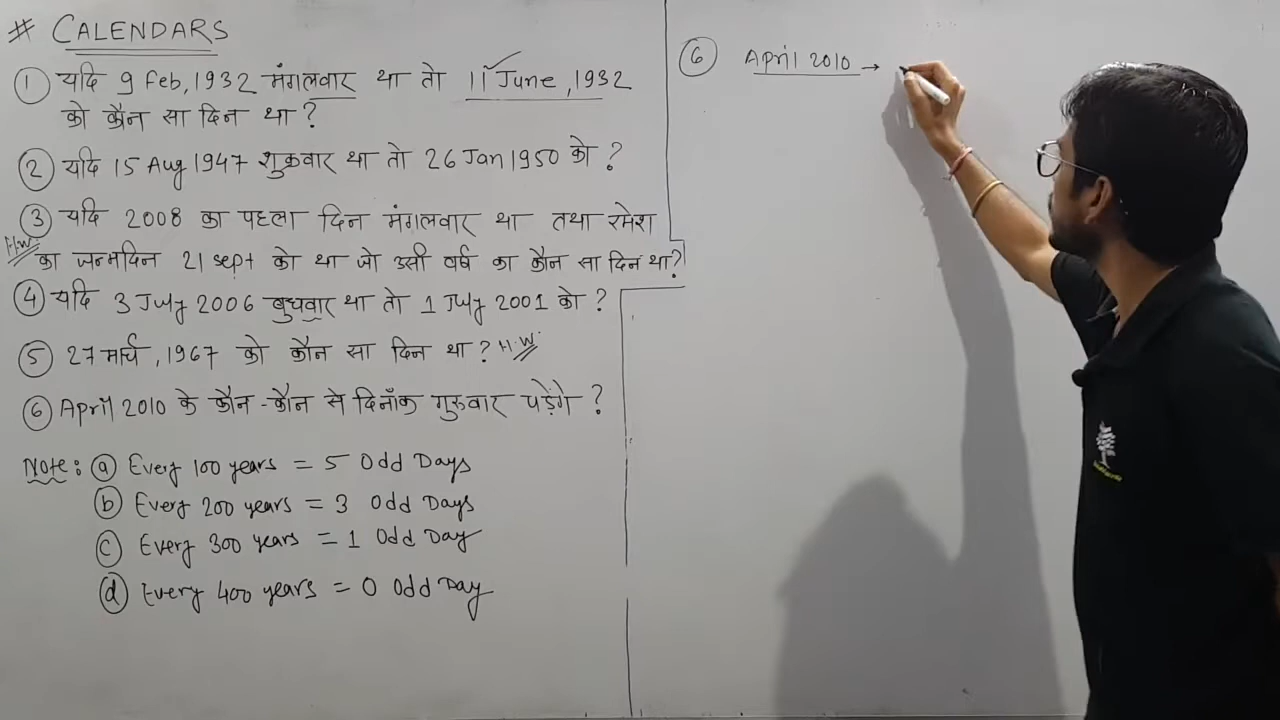 # CALENDARS
① यदि 9 Feb, 1932 मंगलवार था तो 11 June, 1932
को कौन सा दिन था ?
② यदि 15 Aug 1947 शुक्रवार था तो 26 Jan 1950 को ?
③ यदि 2008 का पहला दिन मंगलवार था तथा रमेश
H.W. का जन्मदिन 21 sept को था जो उसी वर्ष का कौन सा दिन था ?
④ यदि 3 July 2006 बुधवार था तो 1 July 2001 को ?
⑤ 27 मार्च, 1967 को कौन सा दिन था ? H.W.
⑥ April 2010 के कौन-कौन से दिनाँक गुरुवार पड़ेंगे ?
Note: ⓐ Every 100 years = 5 Odd Days
ⓑ Every 200 years = 3 Odd Days
ⓒ Every 300 years = 1 Odd Day
ⓓ Every 400 years = 0 Odd Day
⑥ April 2010 →